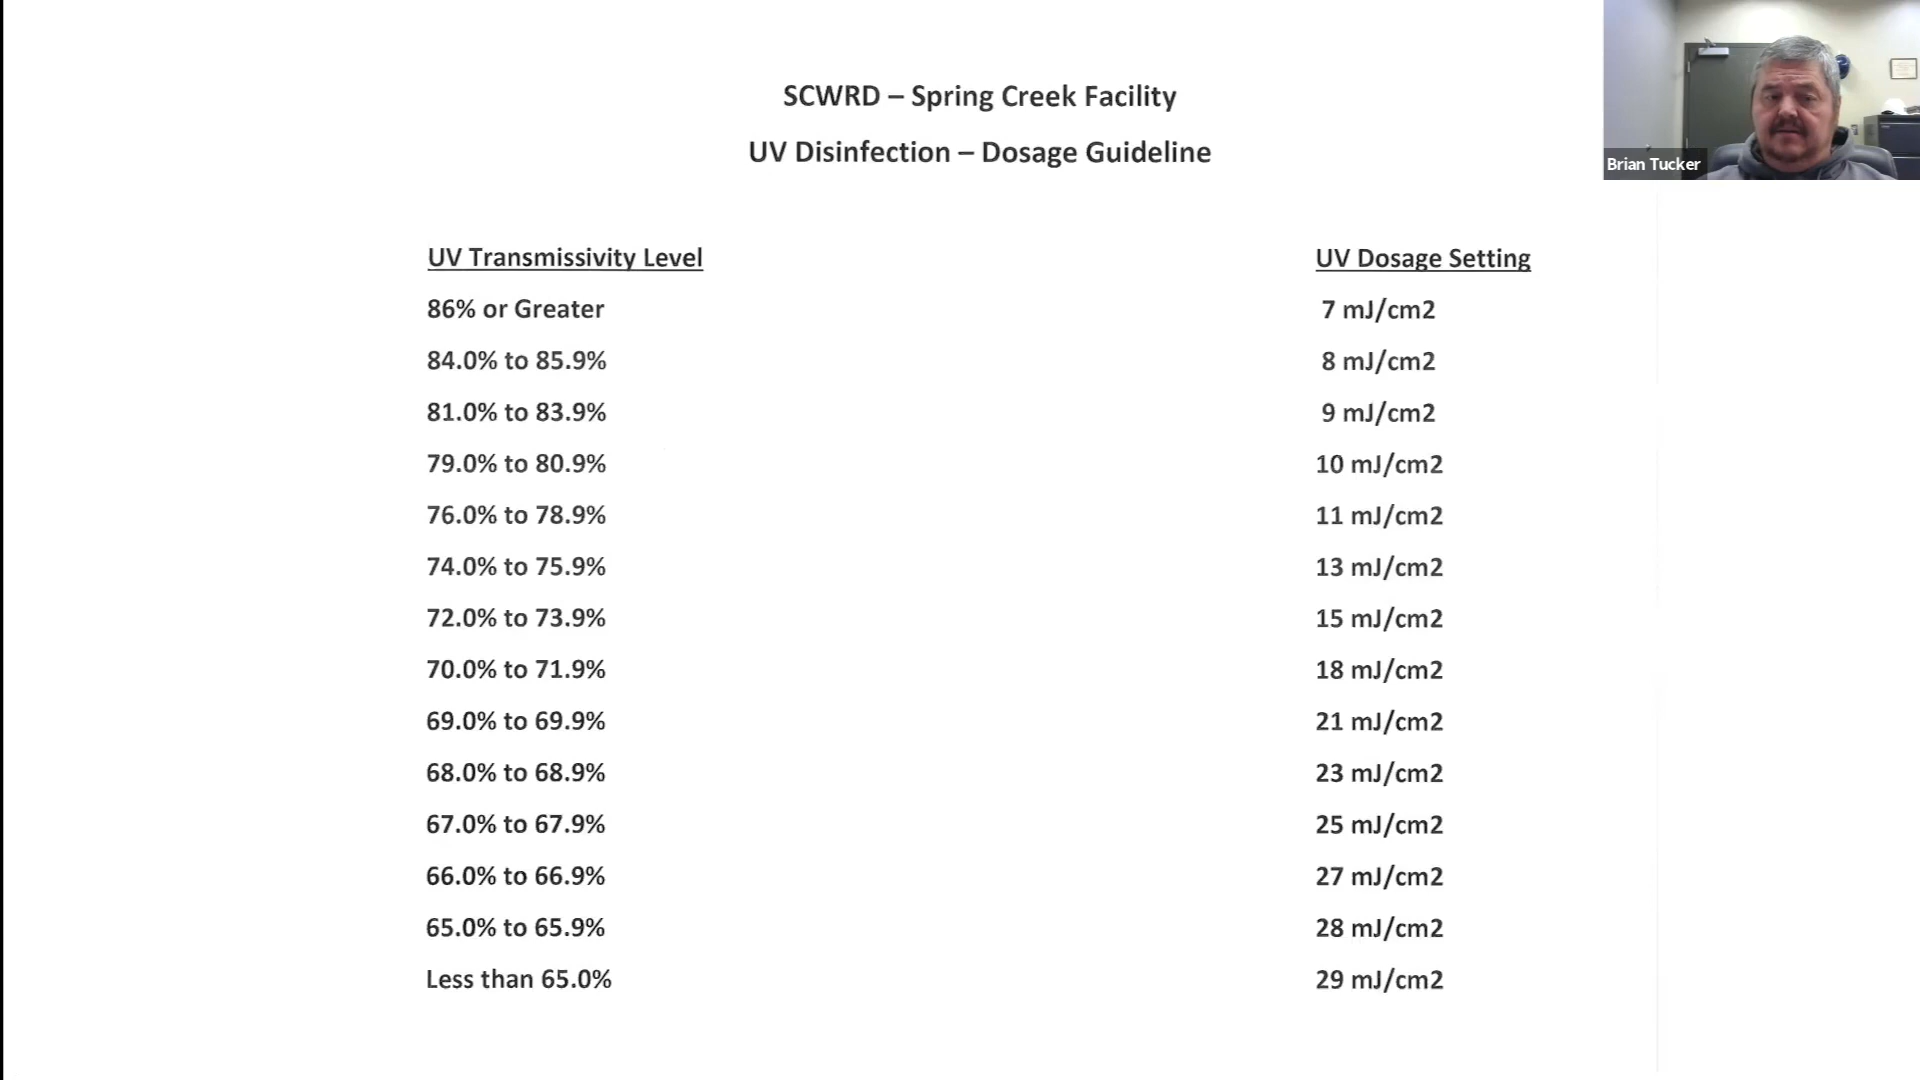 SCWRD – Spring Creek Facility
UV Disinfection – Dosage Guideline
Brian Tucker
UV Transmissivity Level UV Dosage Setting
86% or Greater 7 mJ/cm2
84.0% to 85.9% 8 mJ/cm2
81.0% to 83.9% 9 mJ/cm2
79.0% to 80.9% 10 mJ/cm2
76.0% to 78.9% 11 mJ/cm2
74.0% to 75.9% 13 mJ/cm2
72.0% to 73.9% 15 mJ/cm2
70.0% to 71.9% 18 mJ/cm2
69.0% to 69.9% 21 mJ/cm2
68.0% to 68.9% 23 mJ/cm2
67.0% to 67.9% 25 mJ/cm2
66.0% to 66.9% 27 mJ/cm2
65.0% to 65.9% 28 mJ/cm2
Less than 65.0% 29 mJ/cm2